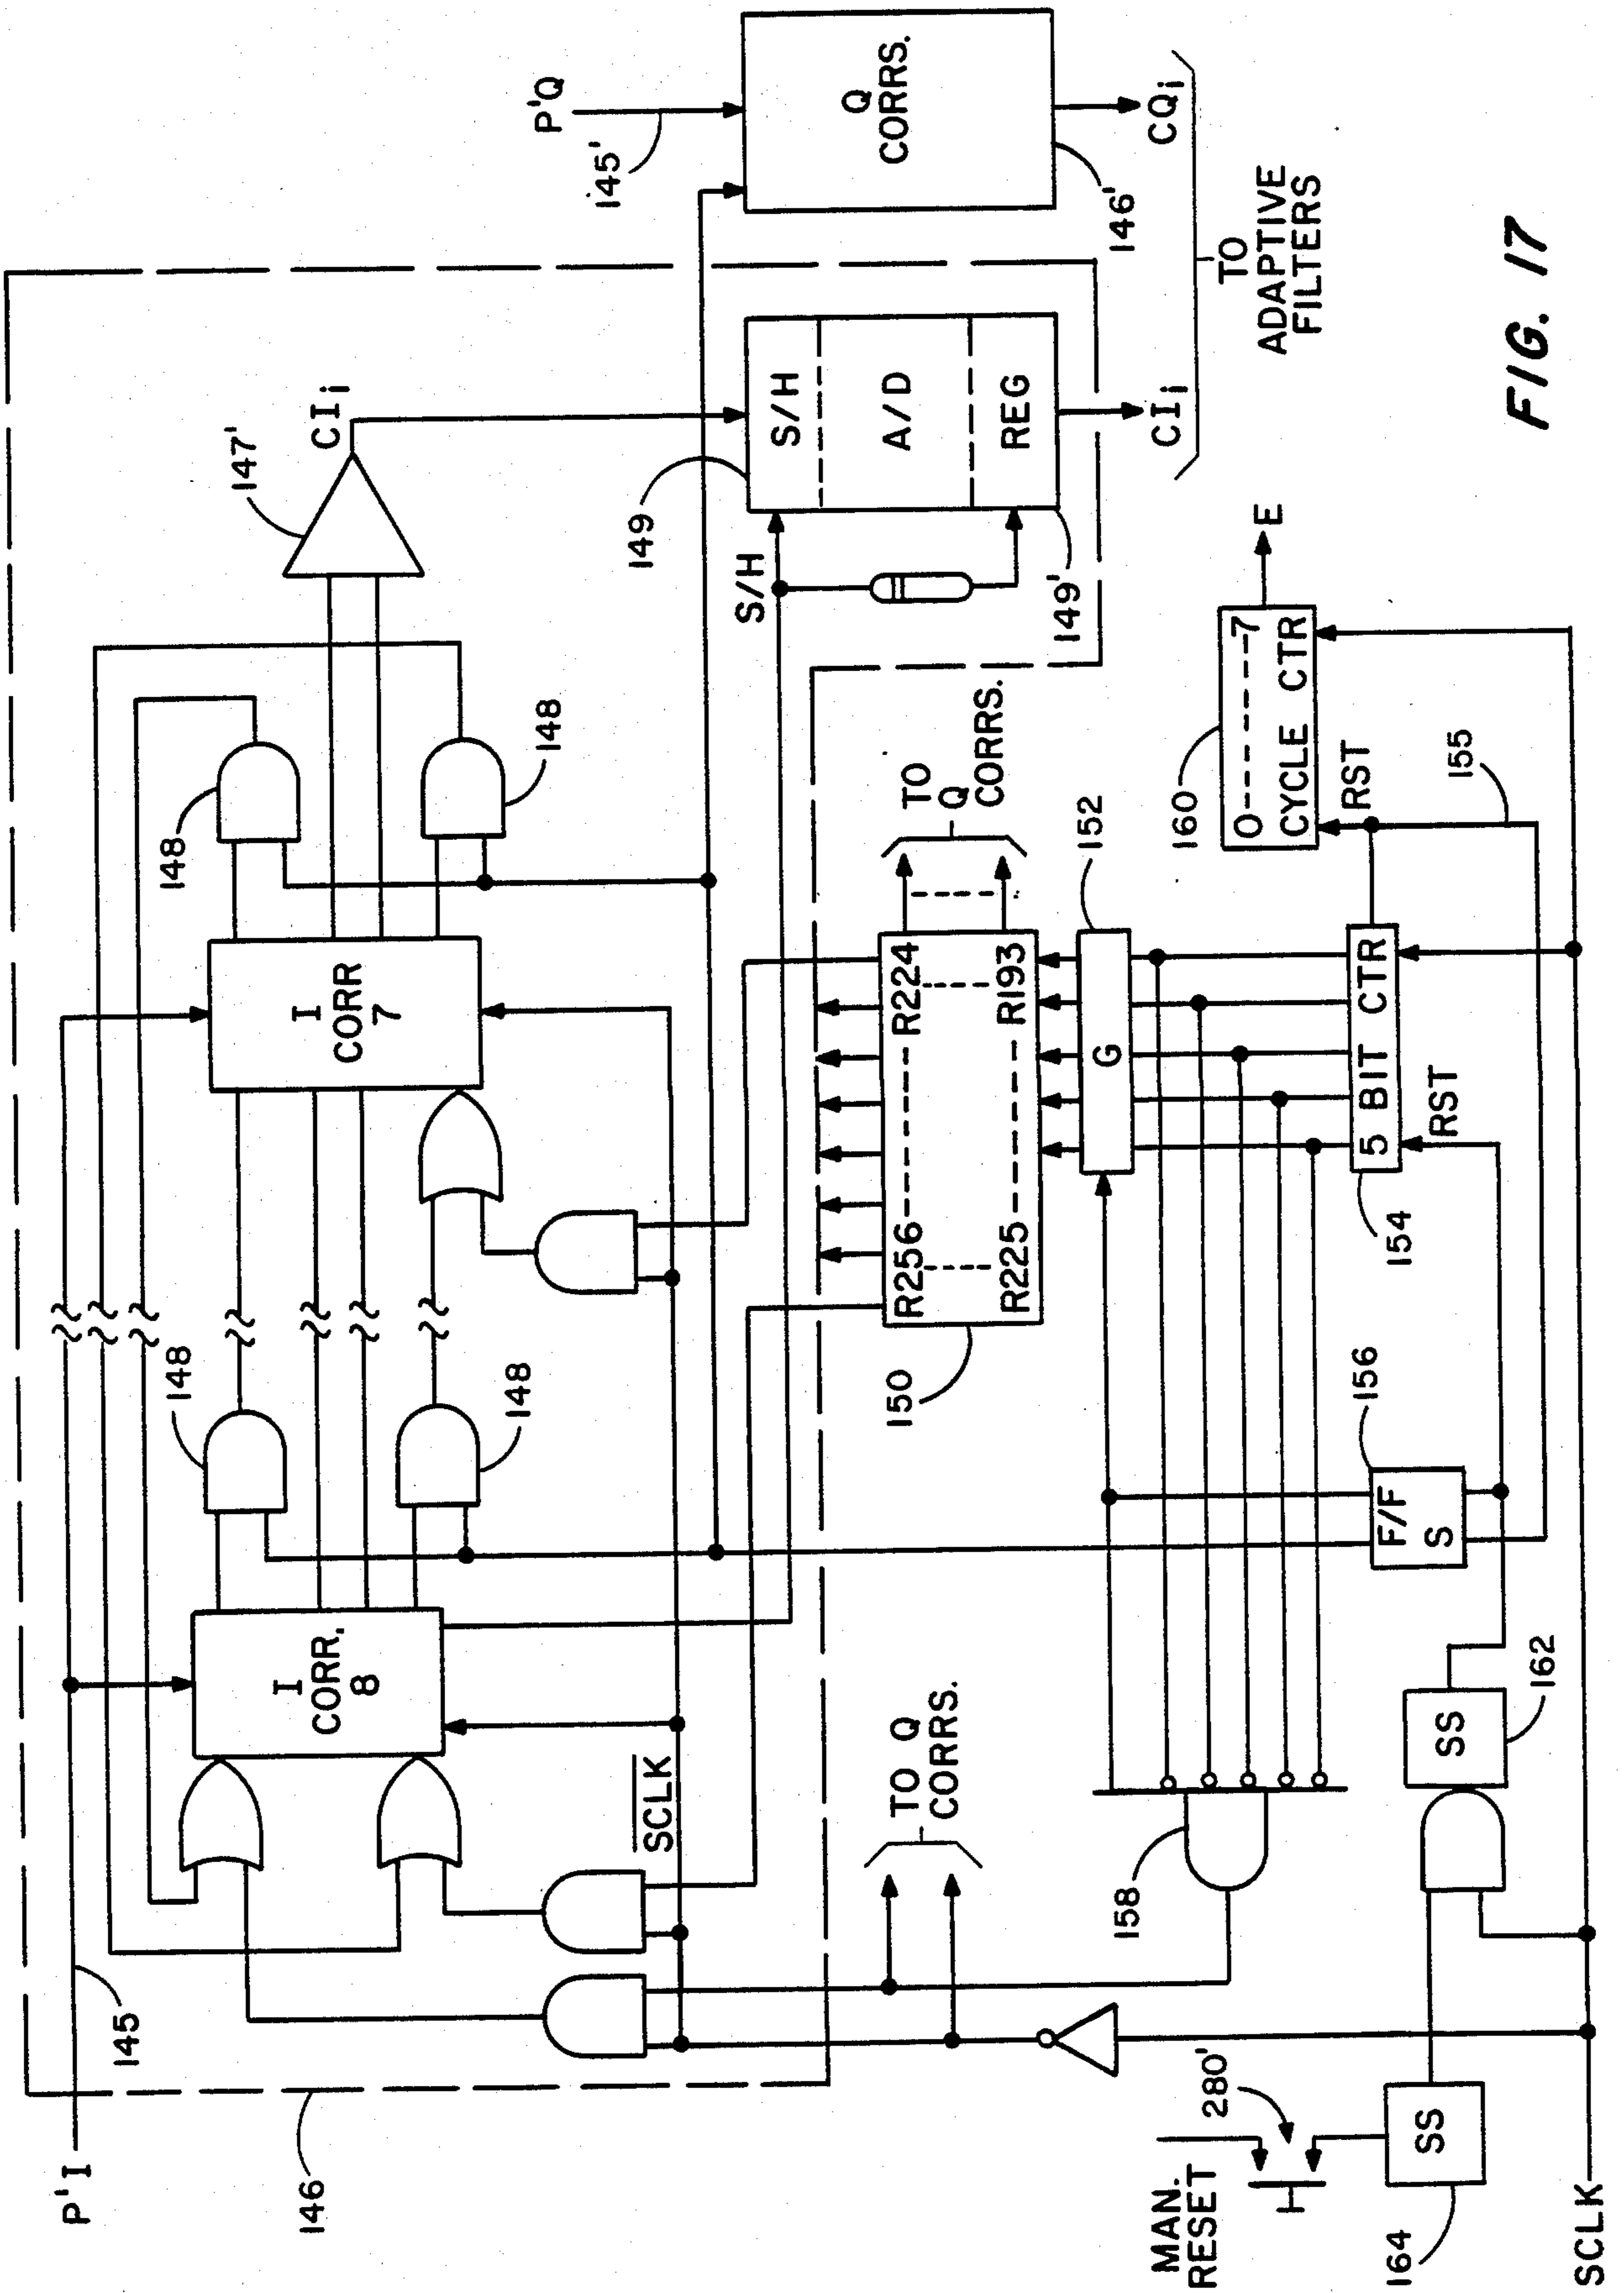 P'I
145
146
I
CORR.
8
SCLK
148
148
I
CORR
7
148
148
147'
CIi
P'Q
145'
Q
CORRS.
146'
CQi
149
S/H
S/H
A/D
REG
149'
CIi
TO
ADAPTIVE
FILTERS
TO Q
CORRS.
150
R256 R224
R225 R193
TO
Q
CORRS.
G
152
158
156
F/F
S
5 BIT CTR
154
RST
RST
155
160
0 7
CYCLE CTR
E
MAN.
RESET
280'
SS
164
SS
162
SCLK
FIG. 17